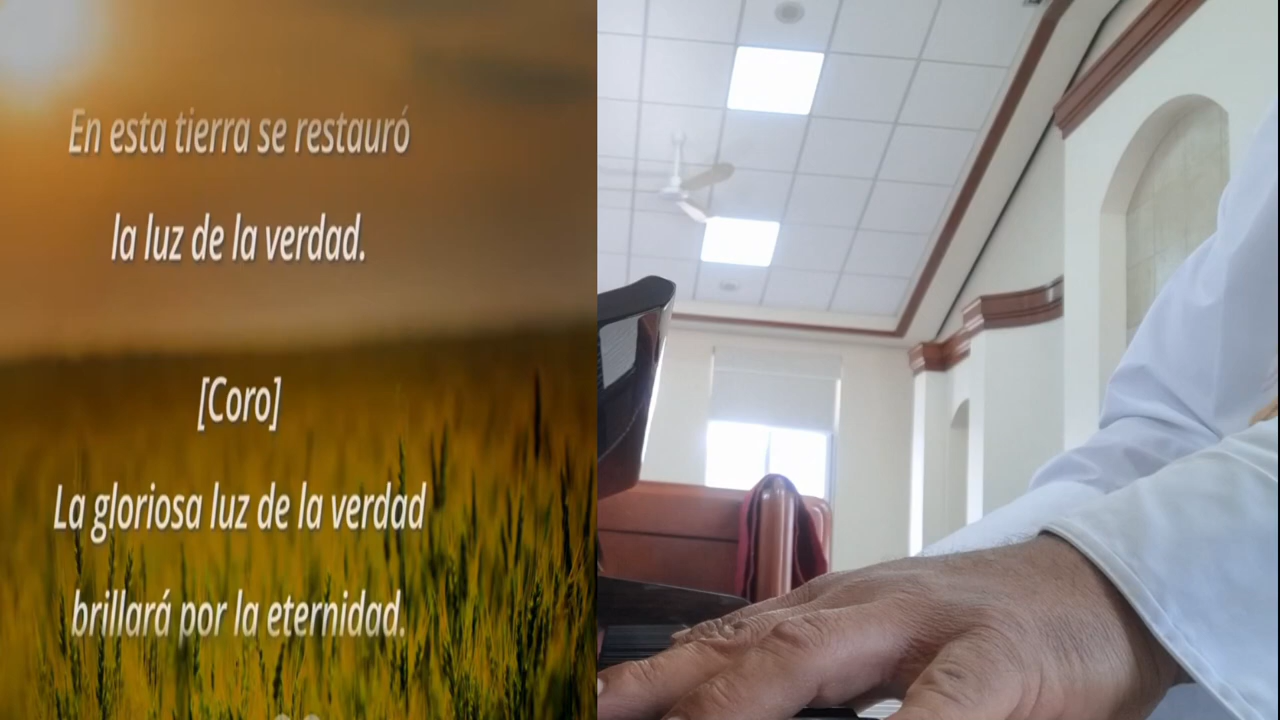 En esta tierra se restauró
la luz de la verdad.
[Coro]
La gloriosa luz de la verdad
brillará por la eternidad.